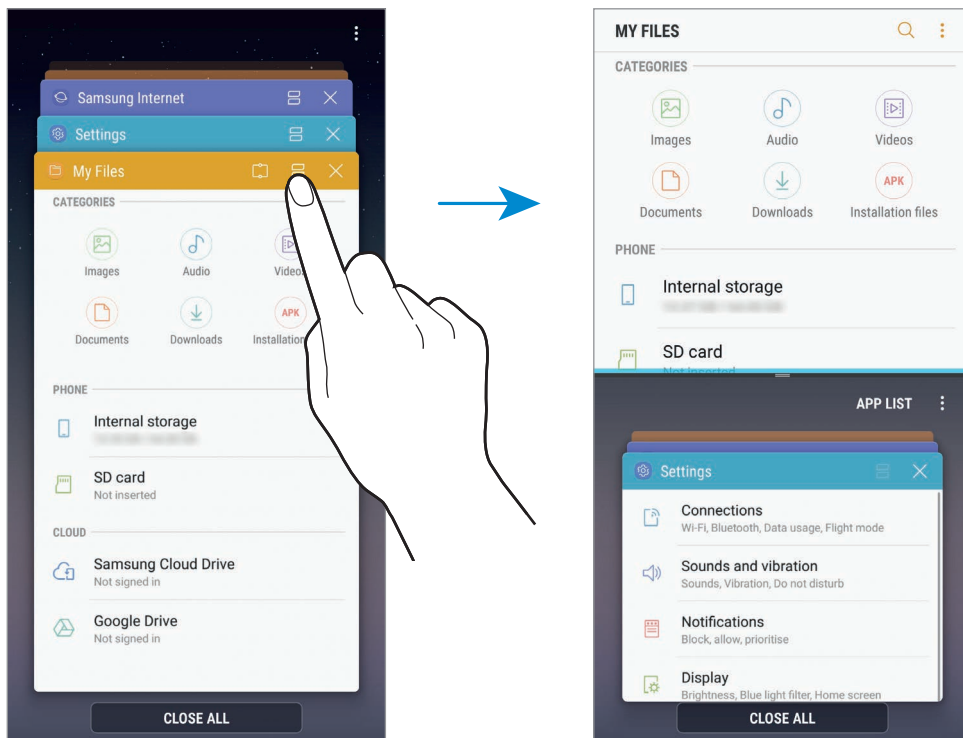 Samsung Internet
Settings
My Files
CATEGORIES
Images Audio Videos
APK
Documents Downloads Installation
PHONE
Internal storage
SD card
Not inserted
CLOUD
Samsung Cloud Drive
Not signed in
Google Drive
Not signed in
CLOSE ALL
MY FILES
CATEGORIES
Images Audio Videos
APK
Documents Downloads Installation files
PHONE
Internal storage
SD card
Not inserted
APP LIST
Settings
Connections
Wi-Fi, Bluetooth, Data usage, Flight mode
Sounds and vibration
Sounds, Vibration, Do not disturb
Notifications
Block, allow, prioritise
Display
Brightness, Blue light filter, Home screen
CLOSE ALL